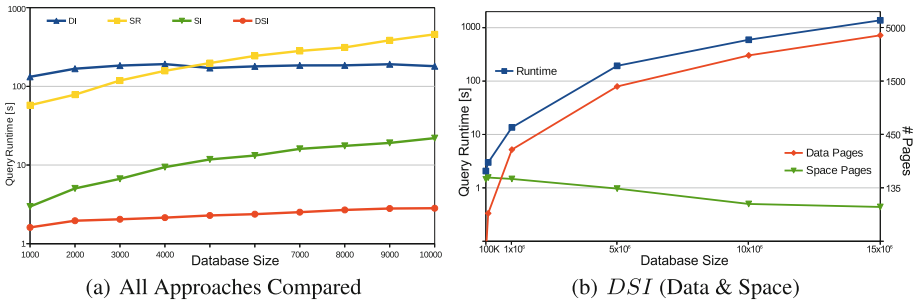 DI SR SI DSI
1000
100
10
1
Query Runtime [s]
1000 2000 3000 4000 5000 6000 7000 8000 9000 10000
Database Size
(a) All Approaches Compared
Runtime
Data Pages
Space Pages
1000
100
10
1
Query Runtime [s]
5000
1500
450
135
# Pages
100K 1x10⁶ 5x10⁶ 10x10⁶ 15x10⁶
Database Size
(b) DSI (Data & Space)